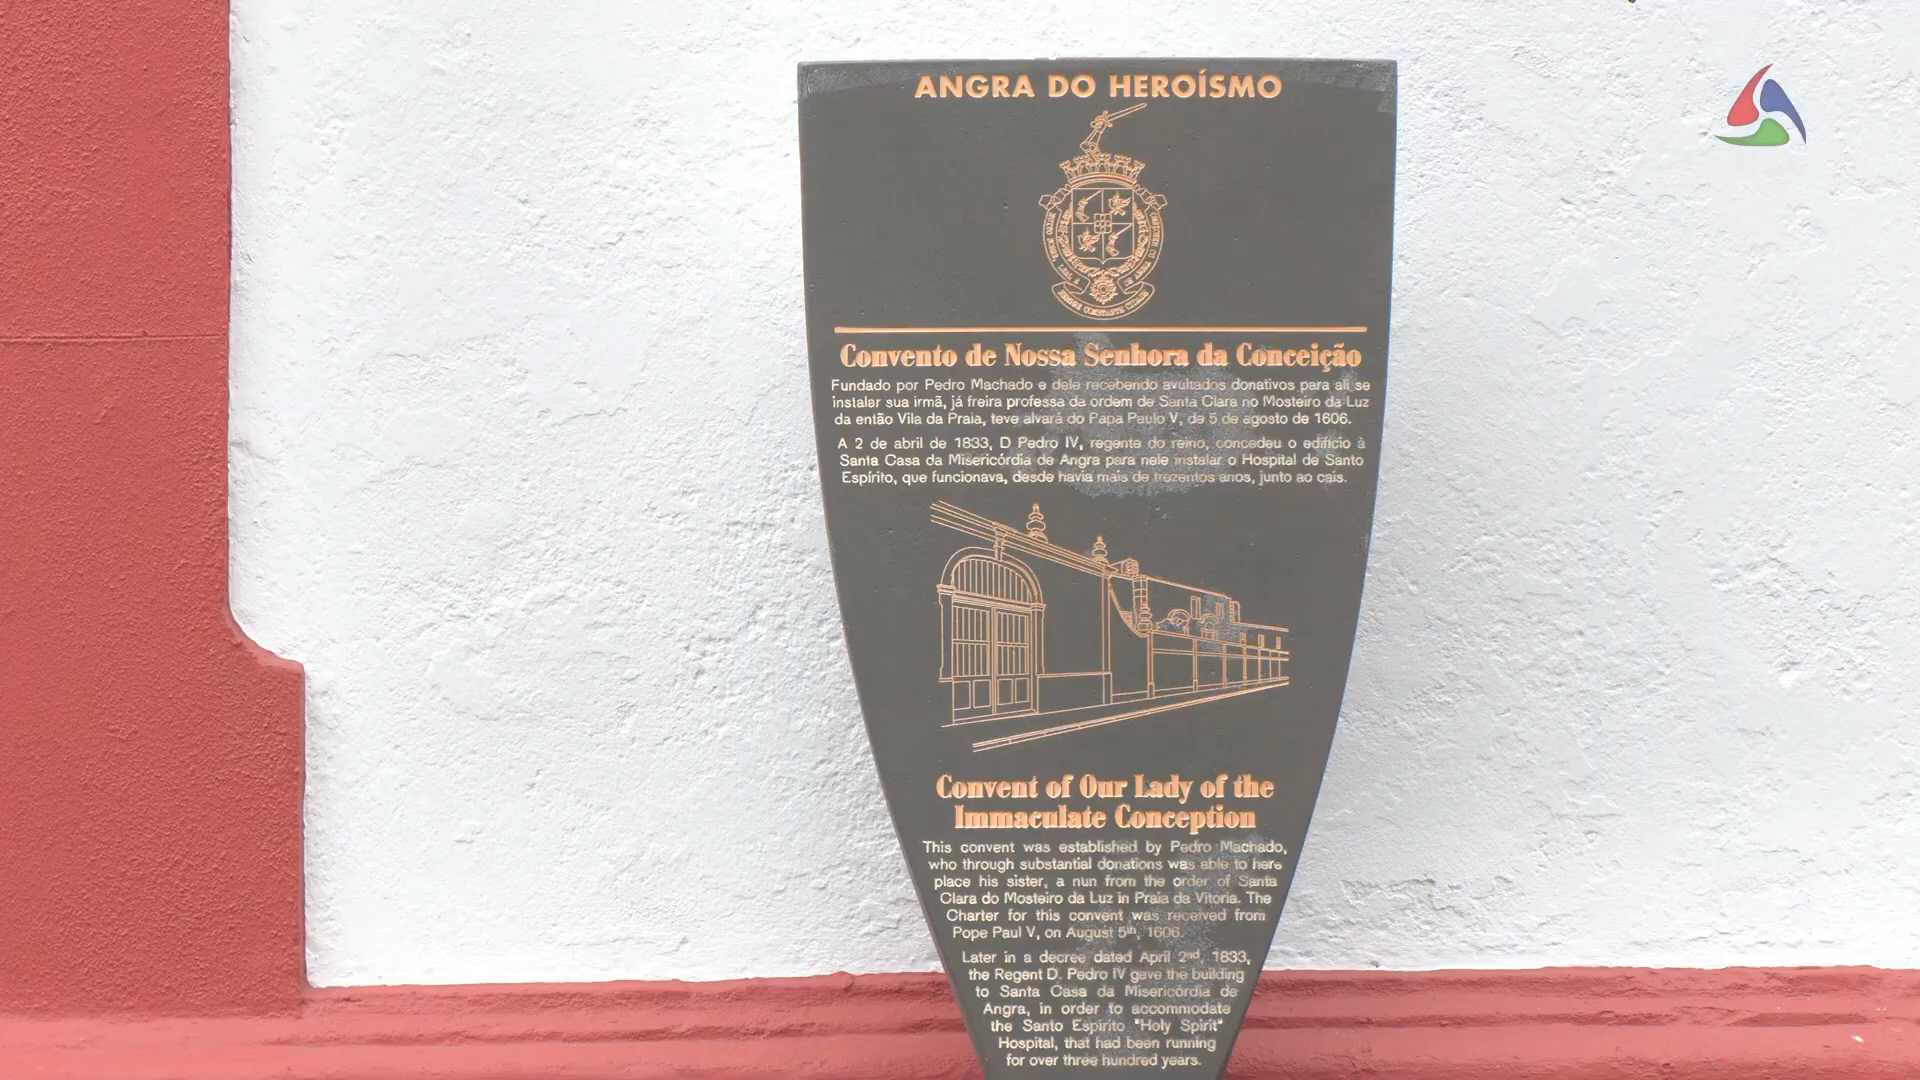 ANGRA DO HEROÍSMO
Convento de Nossa Senhora da Conceição
Fundado por Pedro Machado e dele recebendo avultados donativos para ali se
instalar sua irmã, já freira professa da ordem de Santa Clara no Mosteiro da Luz
da então Vila da Praia, teve alvará do Papa Paulo V, de 5 de agosto de 1606.
A 2 de abril de 1833, D Pedro IV, regente do reino, concedeu o edifício à
Santa Casa da Misericórdia de Angra para nele instalar o Hospital de Santo
Espírito, que funcionava, desde havia mais de trezentos anos, junto ao cais.
Convent of Our Lady of the
Immaculate Conception
This convent was established by Pedro Machado,
who through substantial donations was able to here
place his sister, a nun from the order of Santa
Clara do Mosteiro da Luz in Praia da Vitória. The
Charter for this convent was received from
Pope Paul V, on August 5th, 1606.
Later in a decree dated April 2nd, 1833,
the Regent D. Pedro IV gave the building
to Santa Casa da Misericórdia de
Angra, in order to accommodate
the Santo Espírito "Holy Spirit"
Hospital, that had been running
for over three hundred years.